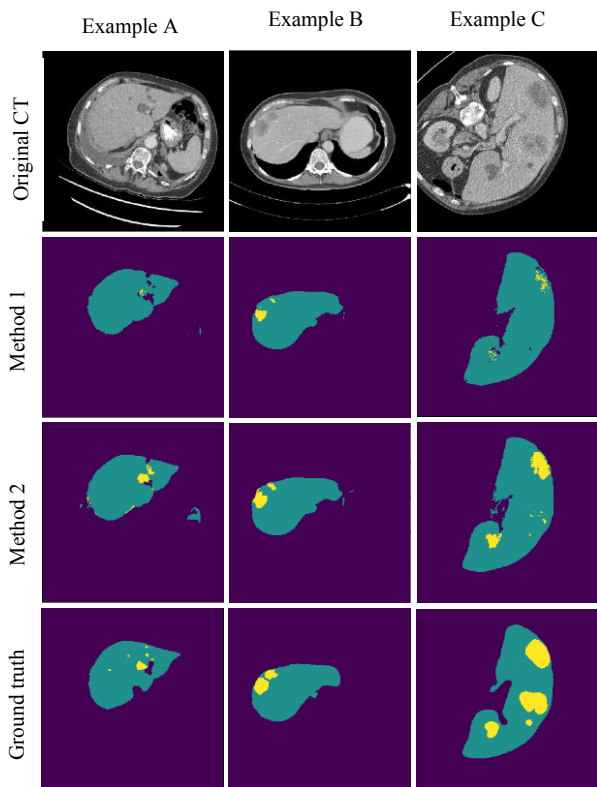 Example A
Example B
Example C
Original CT
Method 1
Method 2
Ground truth